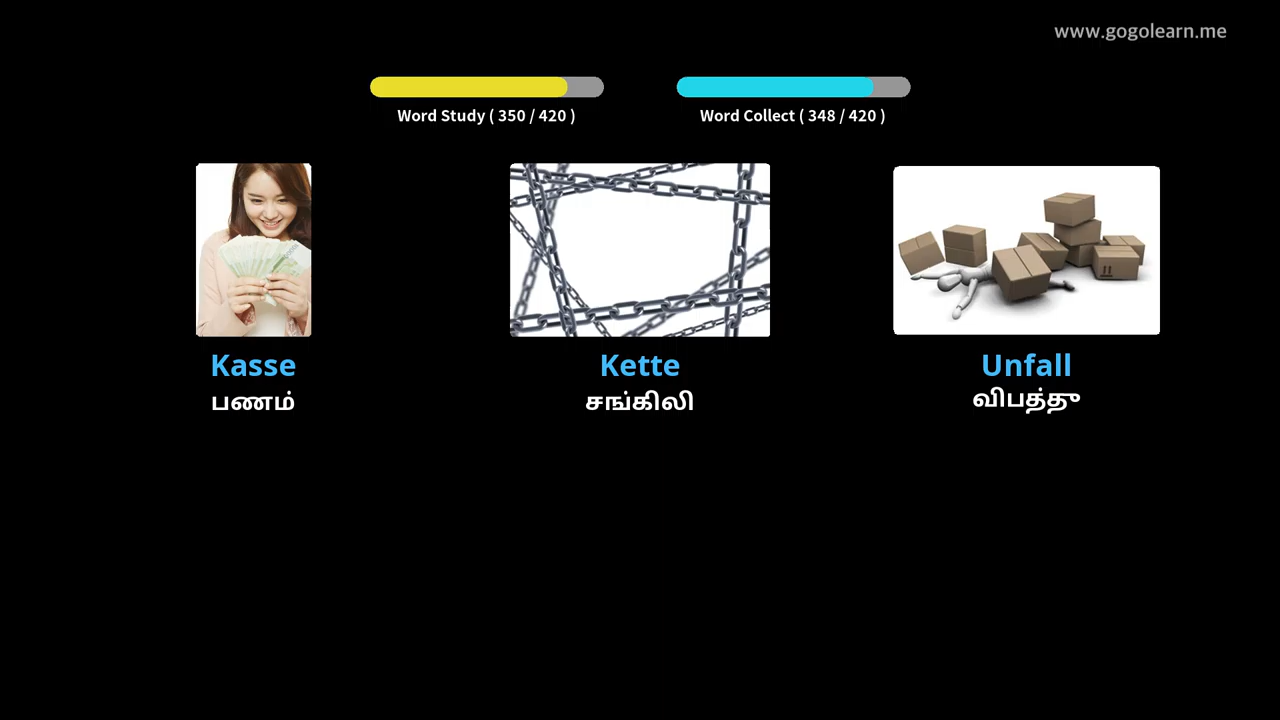 www.gogolearn.me
Word Study ( 350 / 420 )
Word Collect ( 348 / 420 )
Kasse
பணம்
Kette
சங்கிலி
Unfall
விபத்து